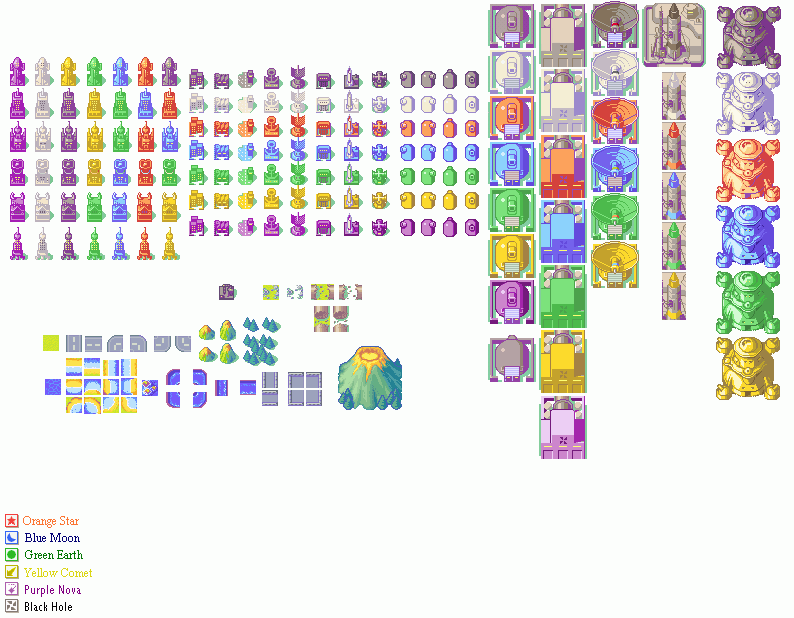 Orange Star
Blue Moon
Green Earth
Yellow Comet
Purple Nova
Black Hole